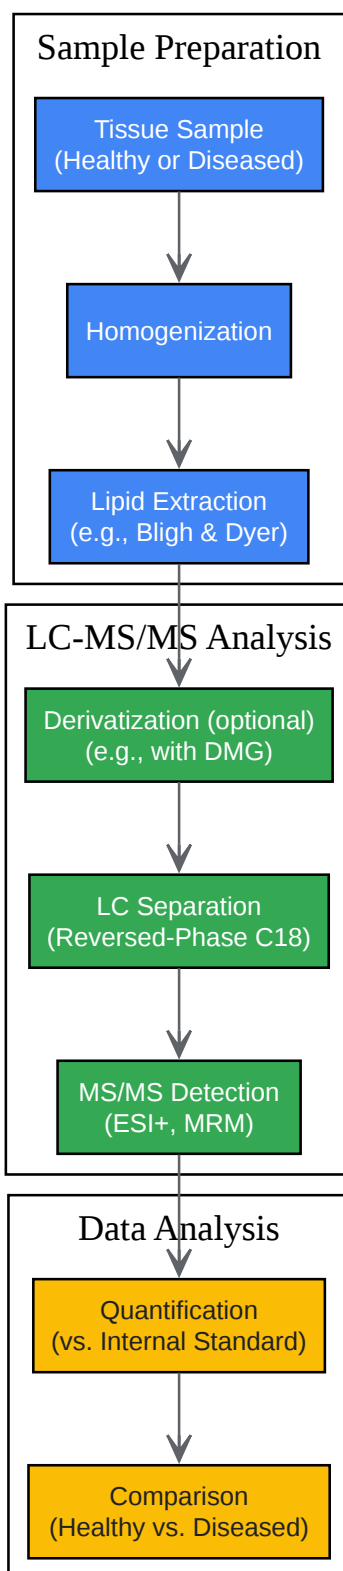 Sample Preparation
Tissue Sample
(Healthy or Diseased)
Homogenization
Lipid Extraction
(e.g., Bligh & Dyer)
LC-MS/MS Analysis
Derivatization (optional)
(e.g., with DMG)
LC Separation
(Reversed-Phase C18)
MS/MS Detection
(ESI+, MRM)
Data Analysis
Quantification
(vs. Internal Standard)
Comparison
(Healthy vs. Diseased)